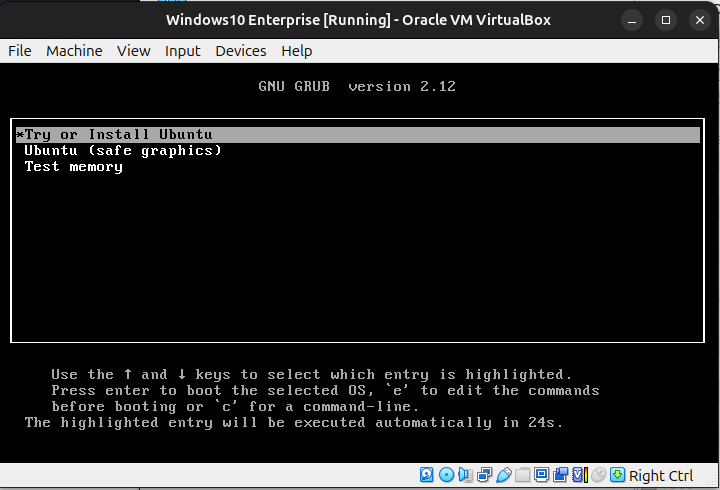 Windows10 Enterprise [Running] - Oracle VM VirtualBox
File Machine View Input Devices Help
GNU GRUB version 2.12
*Try or Install Ubuntu
Ubuntu (safe graphics)
Test memory
Use the ↑ and ↓ keys to select which entry is highlighted.
Press enter to boot the selected OS, `e' to edit the commands
before booting or `c' for a command-line.
The highlighted entry will be executed automatically in 24s.
Right Ctrl